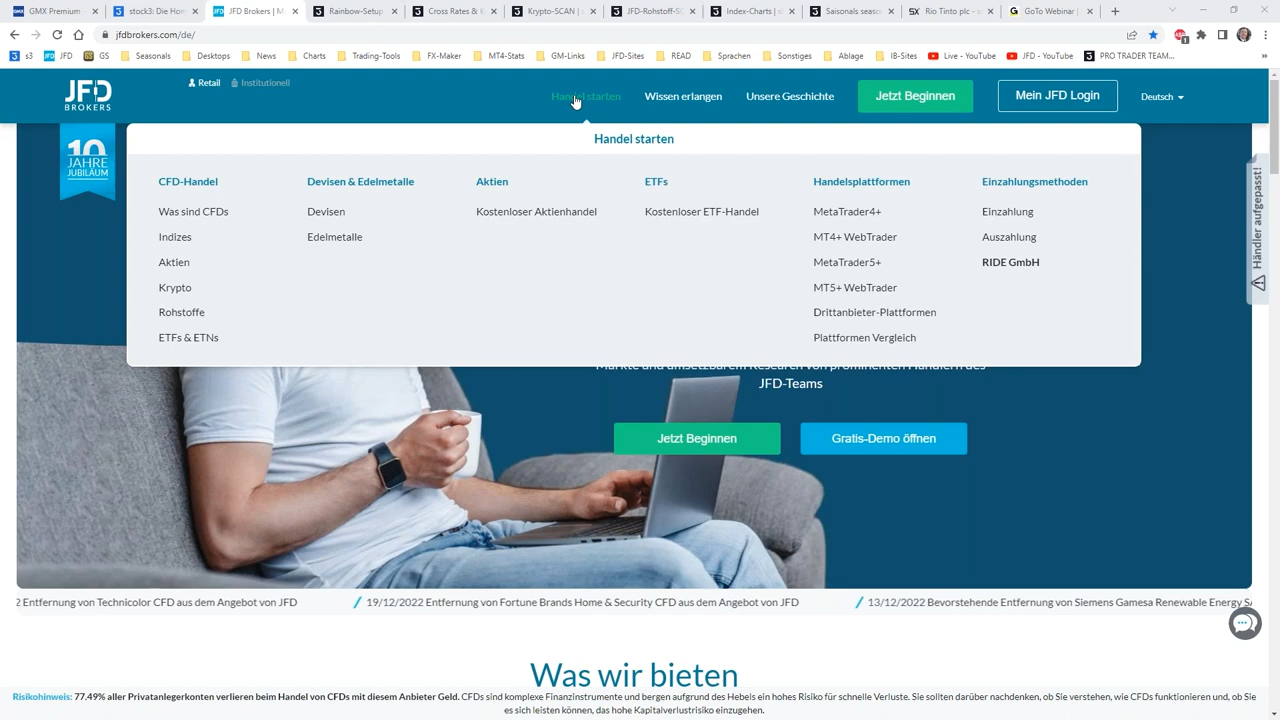 GMX Premium -
stock3: Die Hom
JFD Brokers | M
Rainbow-Setup
Cross Rates &
Krypto-SCAN | s
JFD-Rohstoff-SC
Index-Charts | s
Saisonals seaso
Rio Tinto plc -
GoTo Webinar |
jfdbrokers.com/de/
s3 JFD GS Seasonals Desktops News Charts Trading-Tools FX-Maker MT4-Stats GM-Links JFD-Sites READ Sprachen Sonstiges Ablage IB-Sites Live - YouTube JFD - YouTube PRO TRADER TEAM... »
JFD
BROKERS
Retail Institutionell
Handel starten Wissen erlangen Unsere Geschichte Jetzt Beginnen Mein JFD Login Deutsch
10
JAHRE
JUBILÄUM
Handel starten
CFD-Handel
Was sind CFDs
Indizes
Aktien
Krypto
Rohstoffe
ETFs & ETNs
Devisen & Edelmetalle
Devisen
Edelmetalle
Aktien
Kostenloser Aktienhandel
ETFs
Kostenloser ETF-Handel
Handelsplattformen
MetaTrader4+
MT4+ WebTrader
MetaTrader5+
MT5+ WebTrader
Drittanbieter-Plattformen
Plattformen Vergleich
Einzahlungsmethoden
Einzahlung
Auszahlung
RIDE GmbH
Händler aufgepasst!
Märkte und umsetzbarem Research von prominenten Händlern des
JFD-Teams
Jetzt Beginnen Gratis-Demo öffnen
2 Entfernung von Technicolor CFD aus dem Angebot von JFD 19/12/2022 Entfernung von Fortune Brands Home & Security CFD aus dem Angebot von JFD 13/12/2022 Bevorstehende Entfernung von Siemens Gamesa Renewable Energy
Was wir bieten
Risikohinweis: 77.49% aller Privatanlegerkonten verlieren beim Handel von CFDs mit diesem Anbieter Geld. CFDs sind komplexe Finanzinstrumente und bergen aufgrund des Hebels ein hohes Risiko für schnelle Verluste. Sie sollten darüber nachdenken, ob Sie verstehen, wie CFDs funktionieren und, ob Sie
es sich leisten können, das hohe Kapitalverlustrisiko einzugehen.